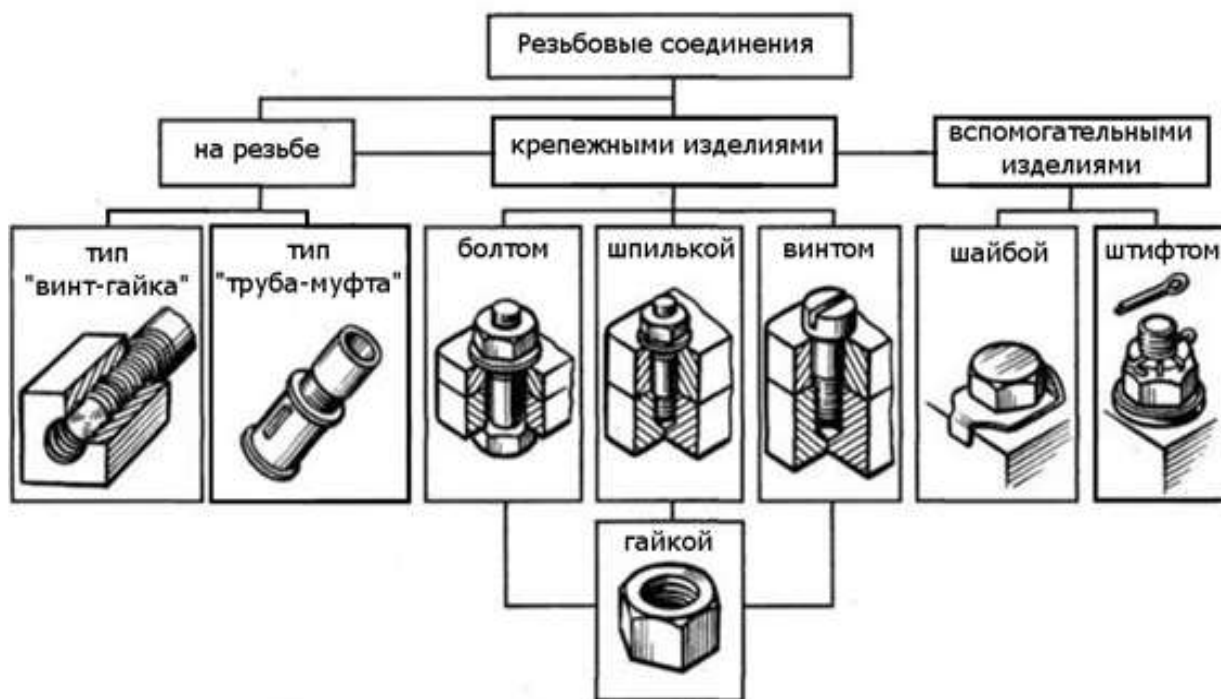 Резьбовые соединения
на резьбе
крепежными изделиями
вспомогательными
изделиями
тип
"винт-гайка"
тип
"труба-муфта"
болтом
шпилькой
винтом
шайбой
штифтом
гайкой